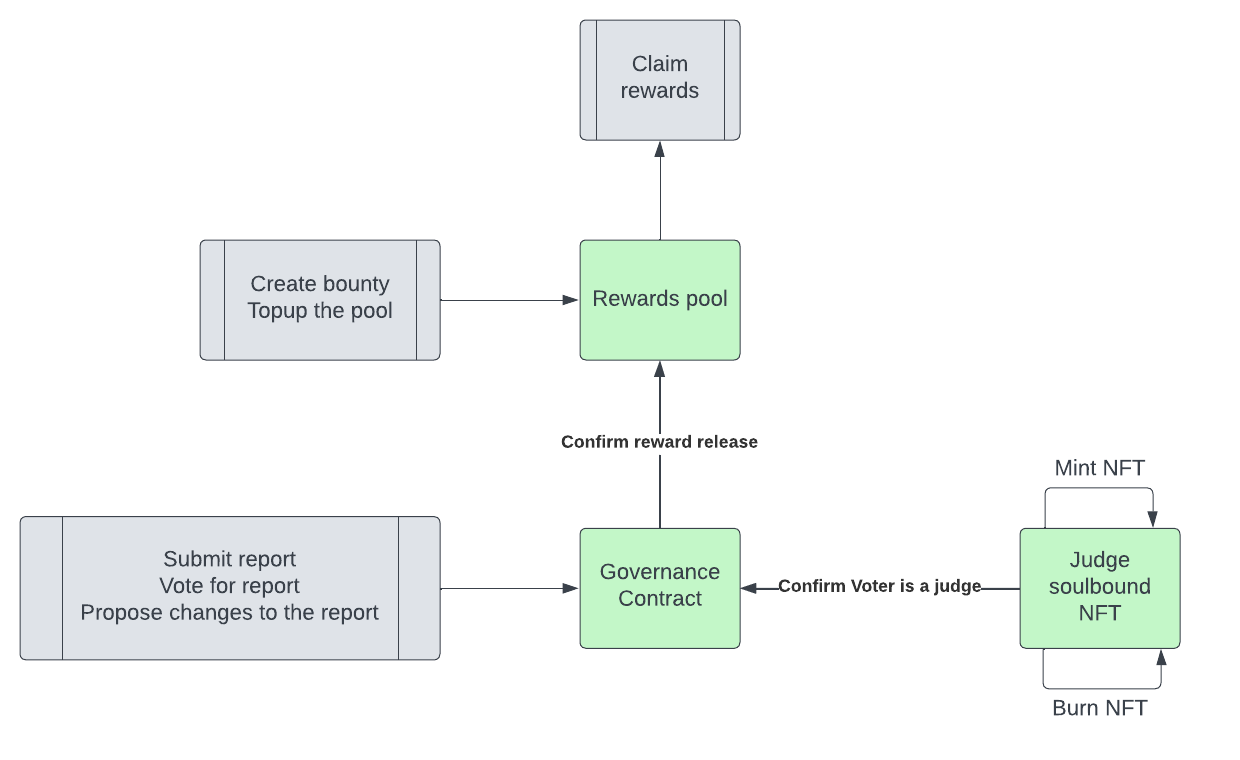 Claim
rewards
Create bounty
Topup the pool
Rewards pool
Confirm reward release
Mint NFT
Submit report
Vote for report
Propose changes to the report
Governance
Contract
Confirm Voter is a judge
Judge
soulbound
NFT
Burn NFT